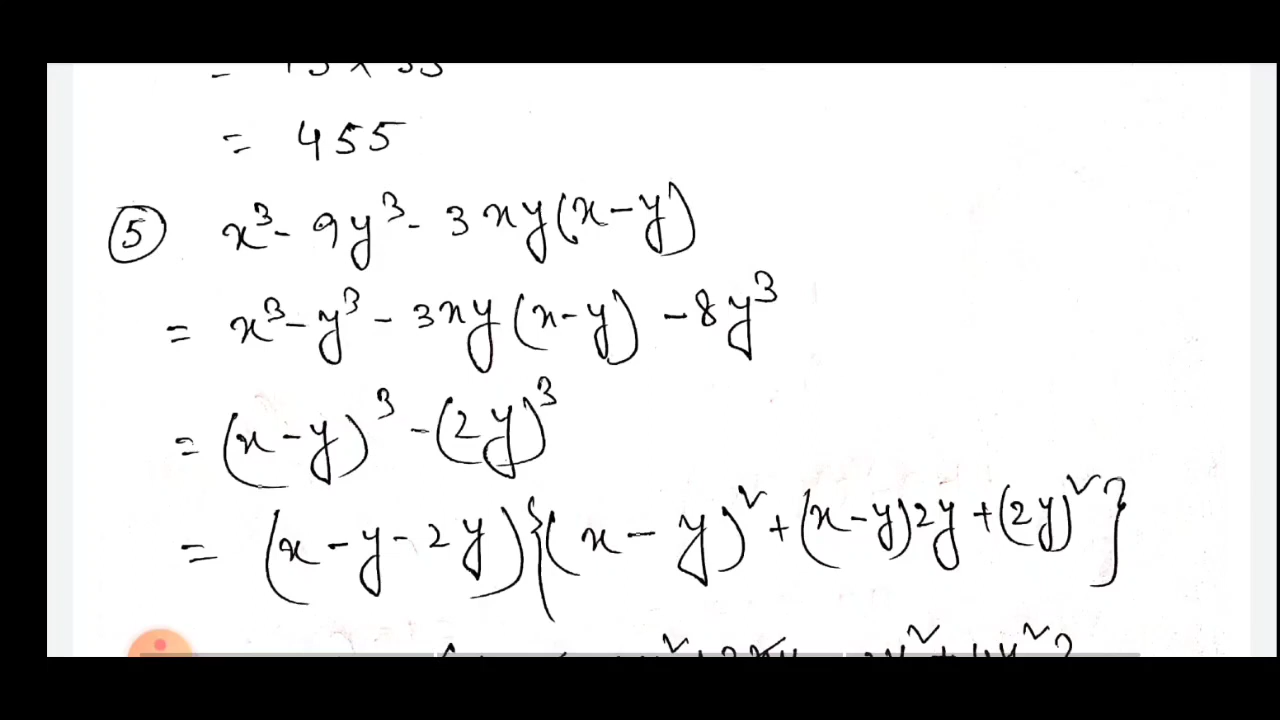 = 455
⑤ x³ - 9y³ - 3xy(x-y)
= x³ - y³ - 3xy(x-y) - 8y³
= (x-y)³ - (2y)³
= (x-y-2y){(x-y)² + (x-y)2y + (2y)²}